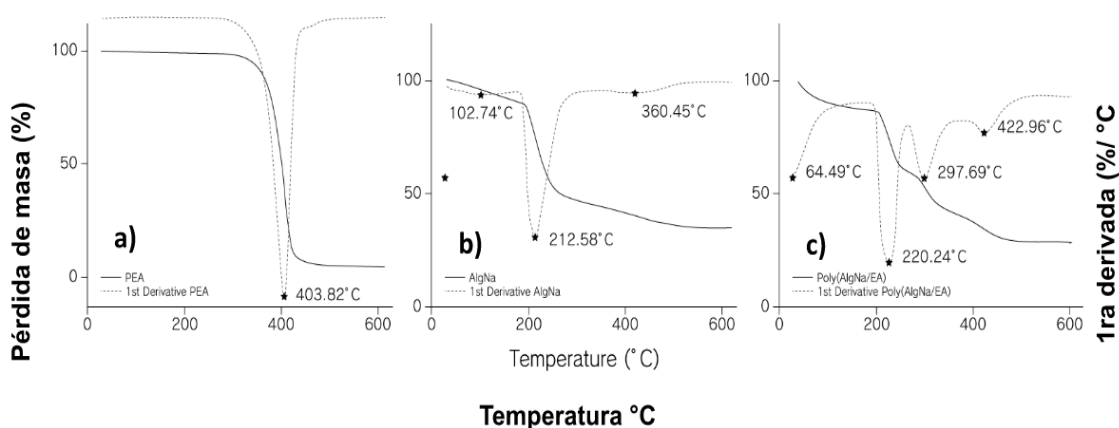 Pérdida de masa (%)
100
50
0
a)
PEA
1st Derivative PEA
403.82°C
0
200
400
600
100
50
0
102.74°C
360.45°C
212.58°C
b)
AlgNa
1st Derivative AlgNa
0
200
400
600
Temperature (°C)
100
50
0
64.49°C
422.96°C
297.69°C
220.24°C
c)
Poly(AlgNa/EA)
1st Derivative Poly(AlgNa/EA)
0
200
400
600
1ra derivada (%/ °C
Temperatura °C